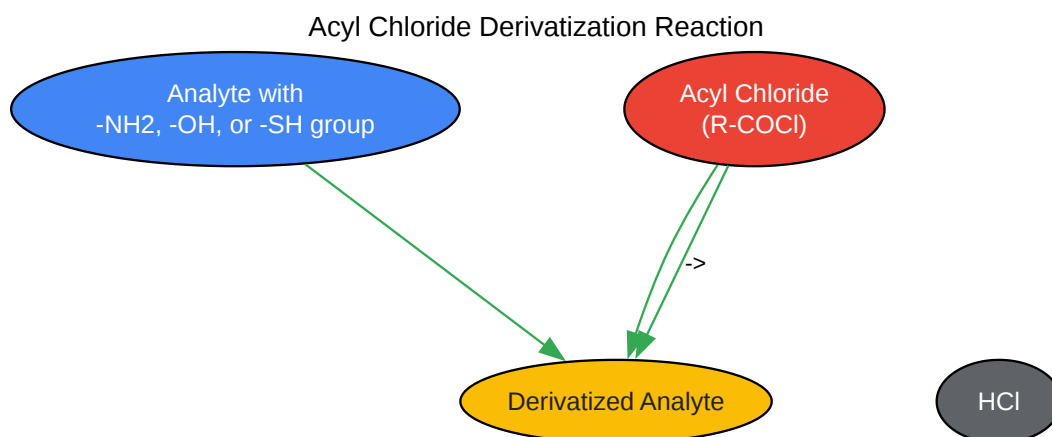 Acyl Chloride Derivatization Reaction
Analyte with
-NH2, -OH, or -SH group
Acyl Chloride
(R-COCl)
->
Derivatized Analyte
HCl